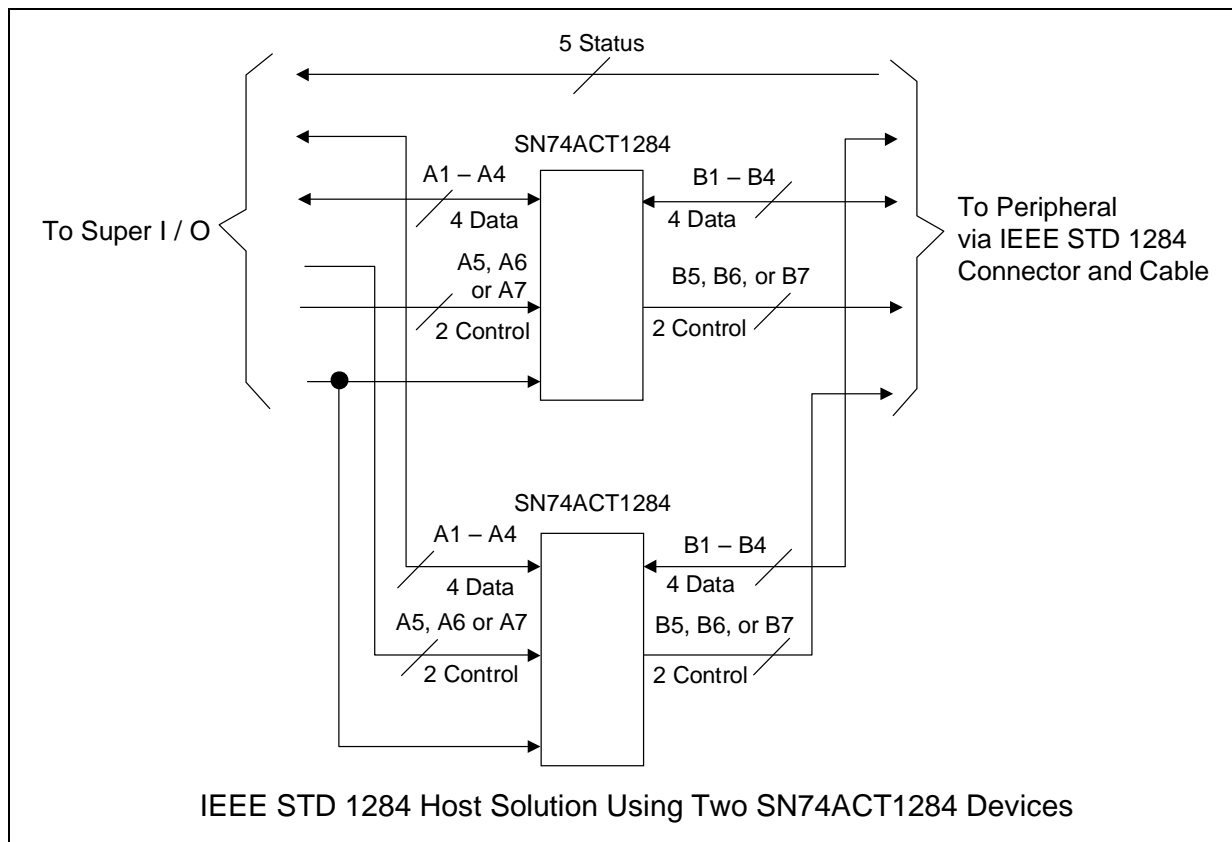 5 Status
SN74ACT1284
A1 – A4
4 Data
B1 – B4
4 Data
To Super I / O
To Peripheral
via IEEE STD 1284
Connector and Cable
A5, A6
or A7
2 Control
B5, B6, or B7
2 Control
SN74ACT1284
A1 – A4
4 Data
B1 – B4
4 Data
A5, A6 or A7
2 Control
B5, B6, or B7
2 Control
IEEE STD 1284 Host Solution Using Two SN74ACT1284 Devices